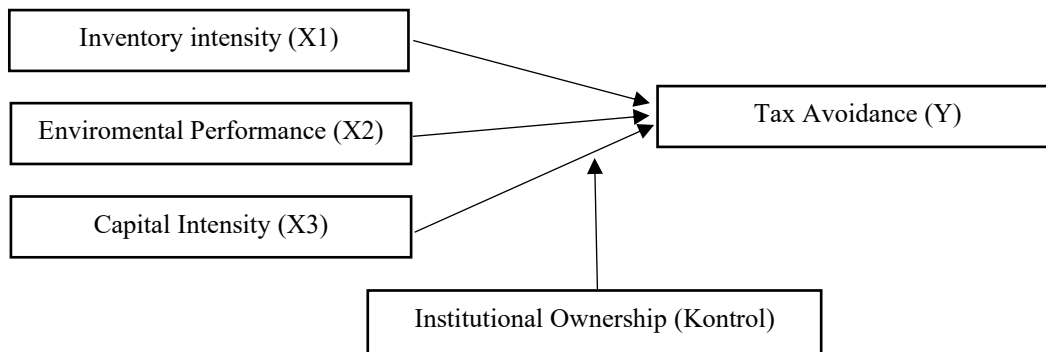 Inventory intensity (X1)
Enviromental Performance (X2)
Tax Avoidance (Y)
Capital Intensity (X3)
Institutional Ownership (Kontrol)